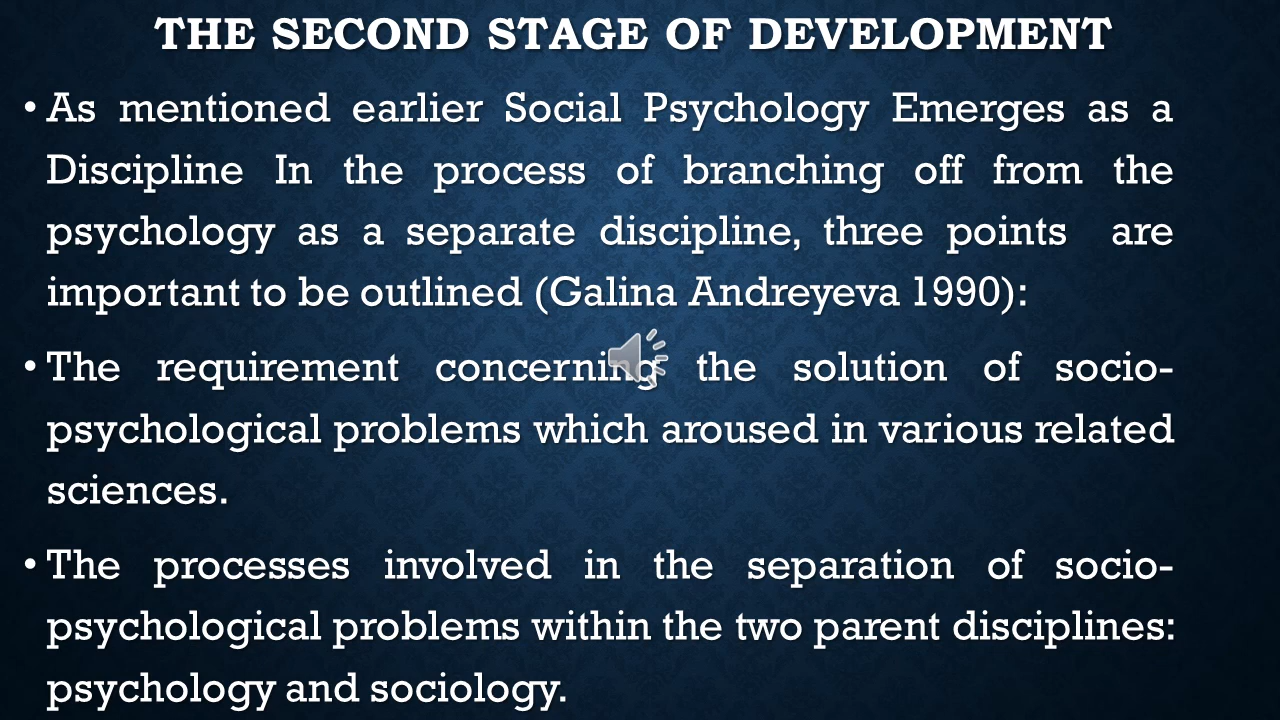 THE SECOND STAGE OF DEVELOPMENT
• As mentioned earlier Social Psychology Emerges as a
Discipline In the process of branching off from the
psychology as a separate discipline, three points are
important to be outlined (Galina Andreyeva 1990):
• The requirement concerning the solution of socio-
psychological problems which aroused in various related
sciences.
• The processes involved in the separation of socio-
psychological problems within the two parent disciplines:
psychology and sociology.